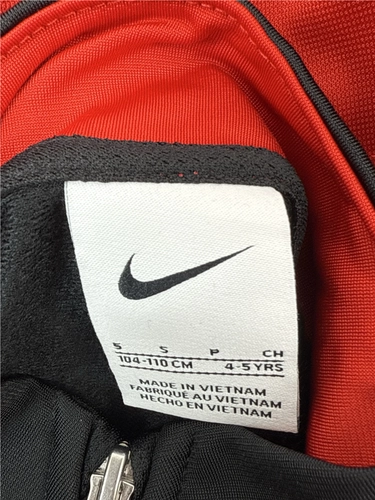 S S P CH
104-110 CM 4-5 YRS
MADE IN VIETNAM
FABRIQUÉ AU VIETNAM
HECHO EN VIETNAM